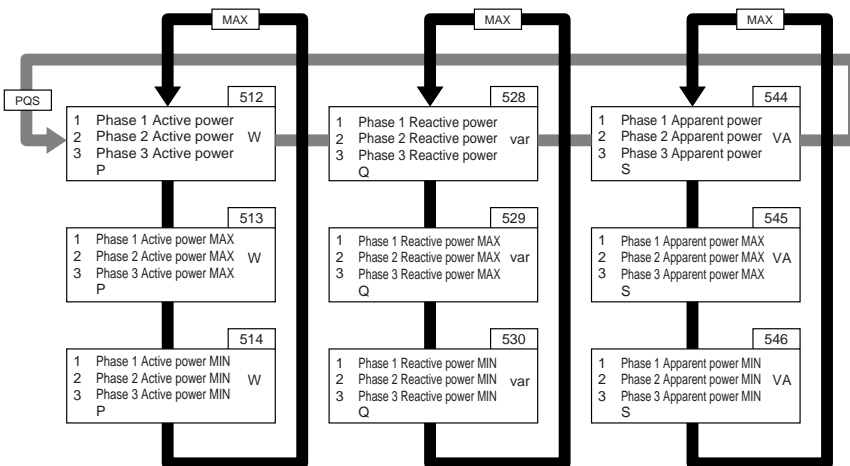 MAX
MAX
MAX
PQS
512
1 Phase 1 Active power
2 Phase 2 Active power W
3 Phase 3 Active power
P
528
1 Phase 1 Reactive power
2 Phase 2 Reactive power var
3 Phase 3 Reactive power
Q
544
1 Phase 1 Apparent power
2 Phase 2 Apparent power VA
3 Phase 3 Apparent power
S
513
1 Phase 1 Active power MAX
2 Phase 2 Active power MAX W
3 Phase 3 Active power MAX
P
529
1 Phase 1 Reactive power MAX
2 Phase 2 Reactive power MAX var
3 Phase 3 Reactive power MAX
Q
545
1 Phase 1 Apparent power MAX
2 Phase 2 Apparent power MAX VA
3 Phase 3 Apparent power MAX
S
514
1 Phase 1 Active power MIN
2 Phase 2 Active power MIN W
3 Phase 3 Active power MIN
P
530
1 Phase 1 Reactive power MIN
2 Phase 2 Reactive power MIN var
3 Phase 3 Reactive power MIN
Q
546
1 Phase 1 Apparent power MIN
2 Phase 2 Apparent power MIN VA
3 Phase 3 Apparent power MIN
S